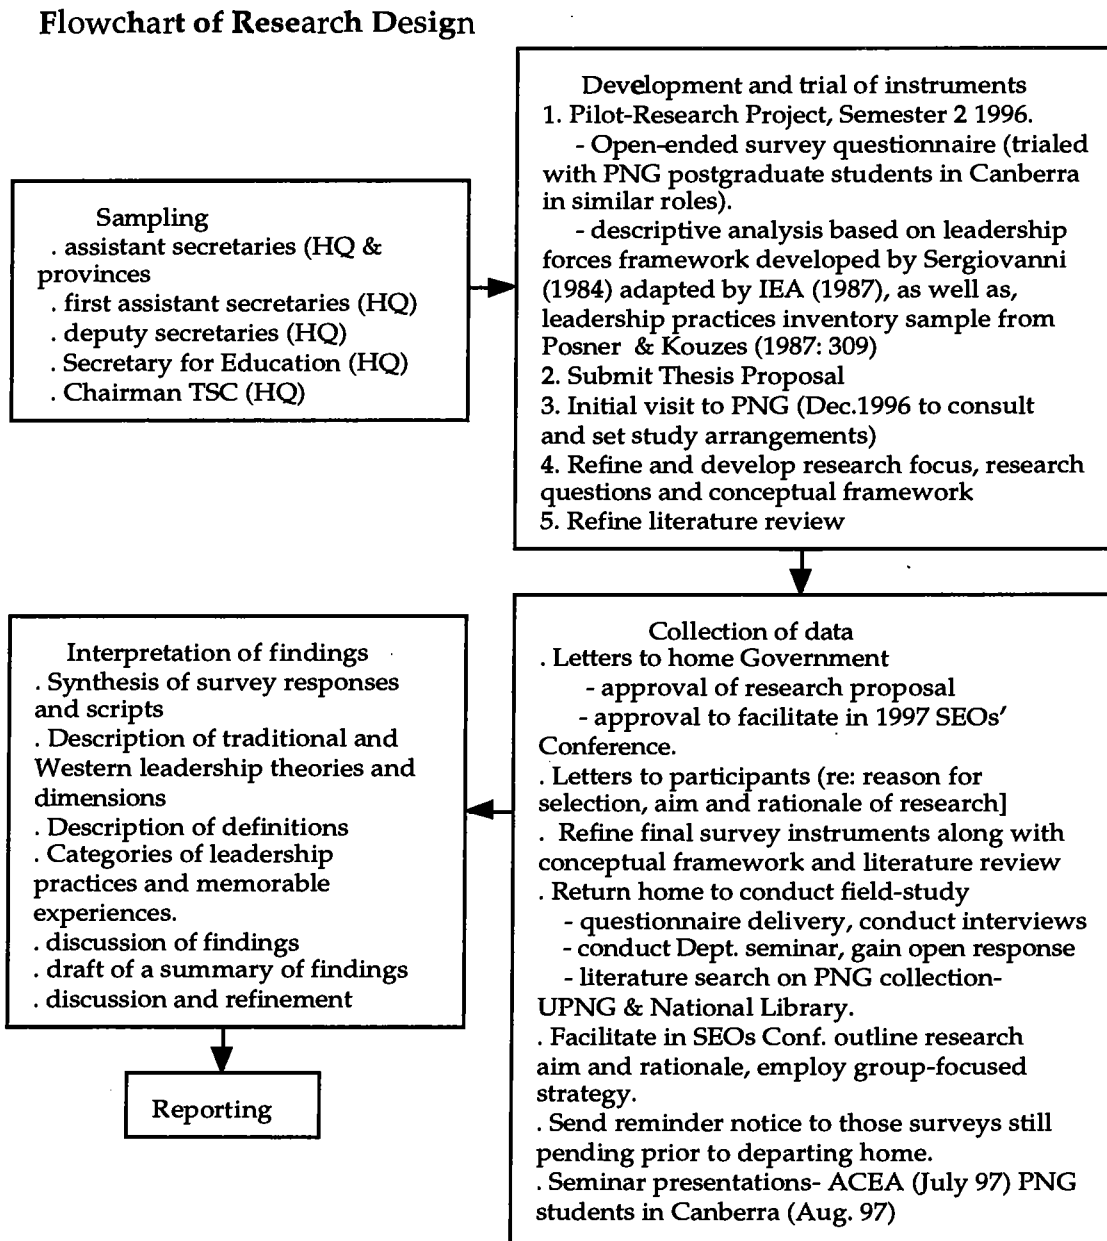 Flowchart of Research Design
Sampling
. assistant secretaries (HQ &
provinces
. first assistant secretaries (HQ)
. deputy secretaries (HQ)
. Secretary for Education (HQ)
. Chairman TSC (HQ)
Development and trial of instruments
1. Pilot-Research Project, Semester 2 1996.
- Open-ended survey questionnaire (trialed
with PNG postgraduate students in Canberra
in similar roles).
- descriptive analysis based on leadership
forces framework developed by Sergiovanni
(1984) adapted by IEA (1987), as well as,
leadership practices inventory sample from
Posner & Kouzes (1987: 309)
2. Submit Thesis Proposal
3. Initial visit to PNG (Dec.1996 to consult
and set study arrangements)
4. Refine and develop research focus, research
questions and conceptual framework
5. Refine literature review
Collection of data
. Letters to home Government
- approval of research proposal
- approval to facilitate in 1997 SEOs'
Conference.
. Letters to participants (re: reason for
selection, aim and rationale of research]
. Refine final survey instruments along with
conceptual framework and literature review
. Return home to conduct field-study
- questionnaire delivery, conduct interviews
- conduct Dept. seminar, gain open response
- literature search on PNG collection-
UPNG & National Library.
. Facilitate in SEOs Conf. outline research
aim and rationale, employ group-focused
strategy.
. Send reminder notice to those surveys still
pending prior to departing home.
. Seminar presentations- ACEA (July 97) PNG
students in Canberra (Aug. 97)
Interpretation of findings
. Synthesis of survey responses
and scripts
. Description of traditional and
Western leadership theories and
dimensions
. Description of definitions
. Categories of leadership
practices and memorable
experiences.
. discussion of findings
. draft of a summary of findings
. discussion and refinement
Reporting